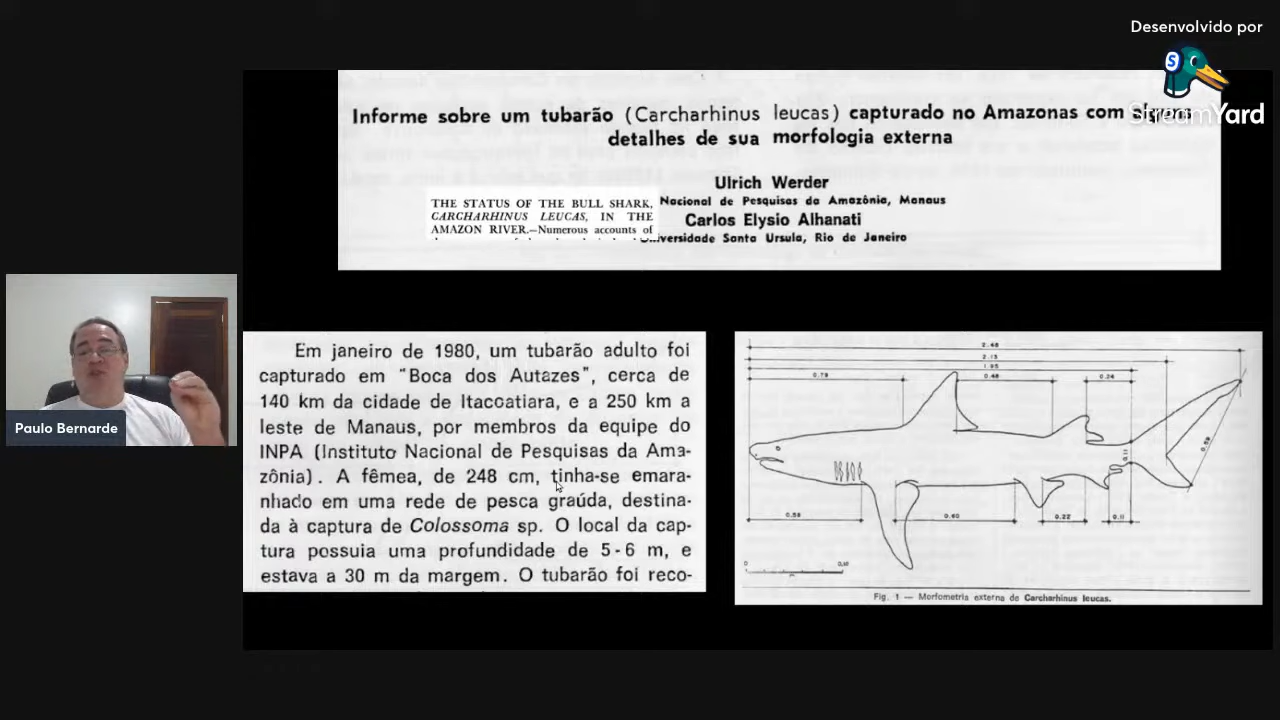 Desenvolvido por
StreamYard
Informe sobre um tubarão (Carcharhinus leucas) capturado no Amazonas com
detalhes de sua morfologia externa
Ulrich Werder
Nacional de Pesquisas da Amazônia, Manaus
Carlos Elysio Alhanati
Universidade Santa Ursula, Rio de Janeiro
THE STATUS OF THE BULL SHARK,
CARCHARHINUS LEUCAS, IN THE
AMAZON RIVER.—Numerous accounts of
Paulo Bernarde
Em janeiro de 1980, um tubarão adulto foi
capturado em "Boca dos Autazes", cerca de
140 km da cidade de Itacoatiara, e a 250 km a
leste de Manaus, por membros da equipe do
INPA (Instituto Nacional de Pesquisas da Ama-
zônia). A fêmea, de 248 cm, tinha-se emara-
nhado em uma rede de pesca graúda, destina-
da à captura de Colossoma sp. O local da cap-
tura possuia uma profundidade de 5-6 m, e
estava a 30 m da margem. O tubarão foi reco-
2.48
2.13
1.95
0.79
0.48
0.24
0.11
0.59
0.56
0.60
0.22
0.11
0
Fig. 1 — Morfometria externa de Carcharhinus leucas.